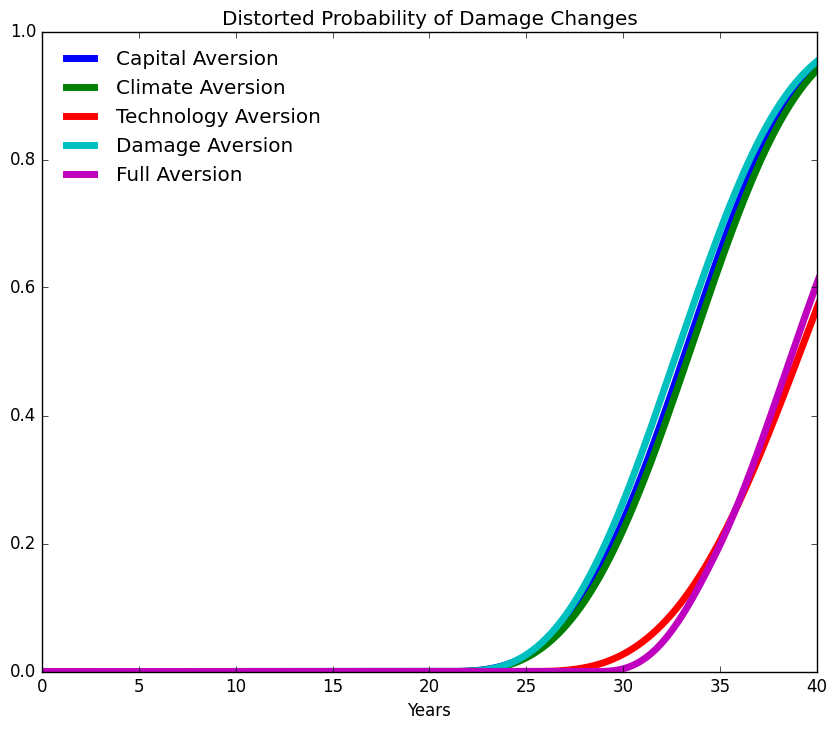 Distorted Probability of Damage Changes
1.0
Capital Aversion
Climate Aversion
Technology Aversion
Damage Aversion
Full Aversion
0.8
0.6
0.4
0.2
0.0
0 5 10 15 20 25 30 35 40
Years